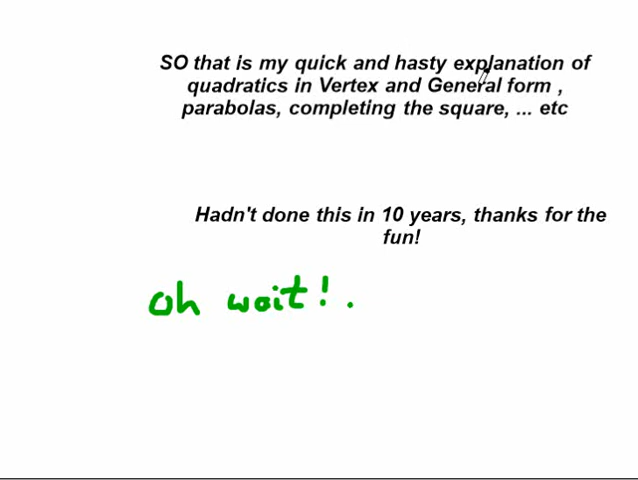 SO that is my quick and hasty explanation of
quadratics in Vertex and General form ,
parabolas, completing the square, ... etc
Hadn't done this in 10 years, thanks for the
fun!
oh wait! .